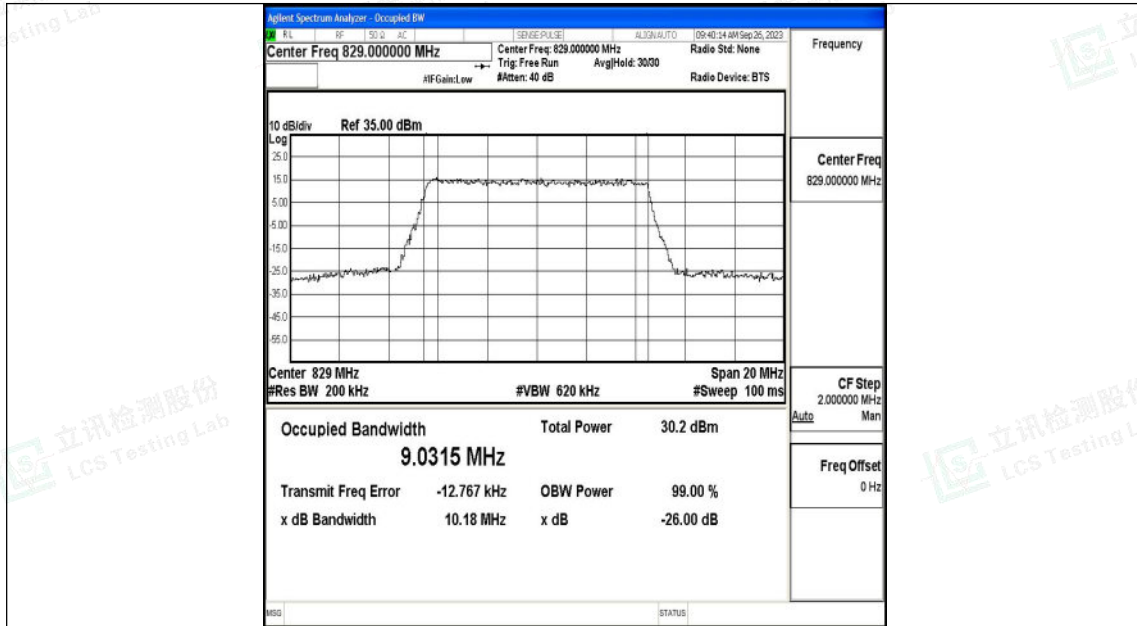 Agilent Spectrum Analyzer - Occupied BW
RL RF 50 Ω AC SENSE:PULSE ALIGNAUTO 09:40:14 AM Sep 26, 2023
Center Freq 829.000000 MHz
Center Freq: 829.000000 MHz
Radio Std: None
Trig: Free Run Avg|Hold: 30/30
#IFGain:Low
#Atten: 40 dB
Radio Device: BTS
Frequency
10 dB/div Ref 35.00 dBm
Log
25.0
15.0
5.00
-5.00
-15.0
-25.0
-35.0
-45.0
-55.0
Center 829 MHz Span 20 MHz
#Res BW 200 kHz #VBW 620 kHz #Sweep 100 ms
Occupied Bandwidth Total Power 30.2 dBm
9.0315 MHz
Transmit Freq Error -12.767 kHz OBW Power 99.00 %
x dB Bandwidth 10.18 MHz x dB -26.00 dB
Center Freq
829.000000 MHz
CF Step
2.000000 MHz
Auto Man
Freq Offset
0 Hz
MSG STATUS
立讯检测股份
LCS Testing Lab
立讯检测股份
LCS Testing L